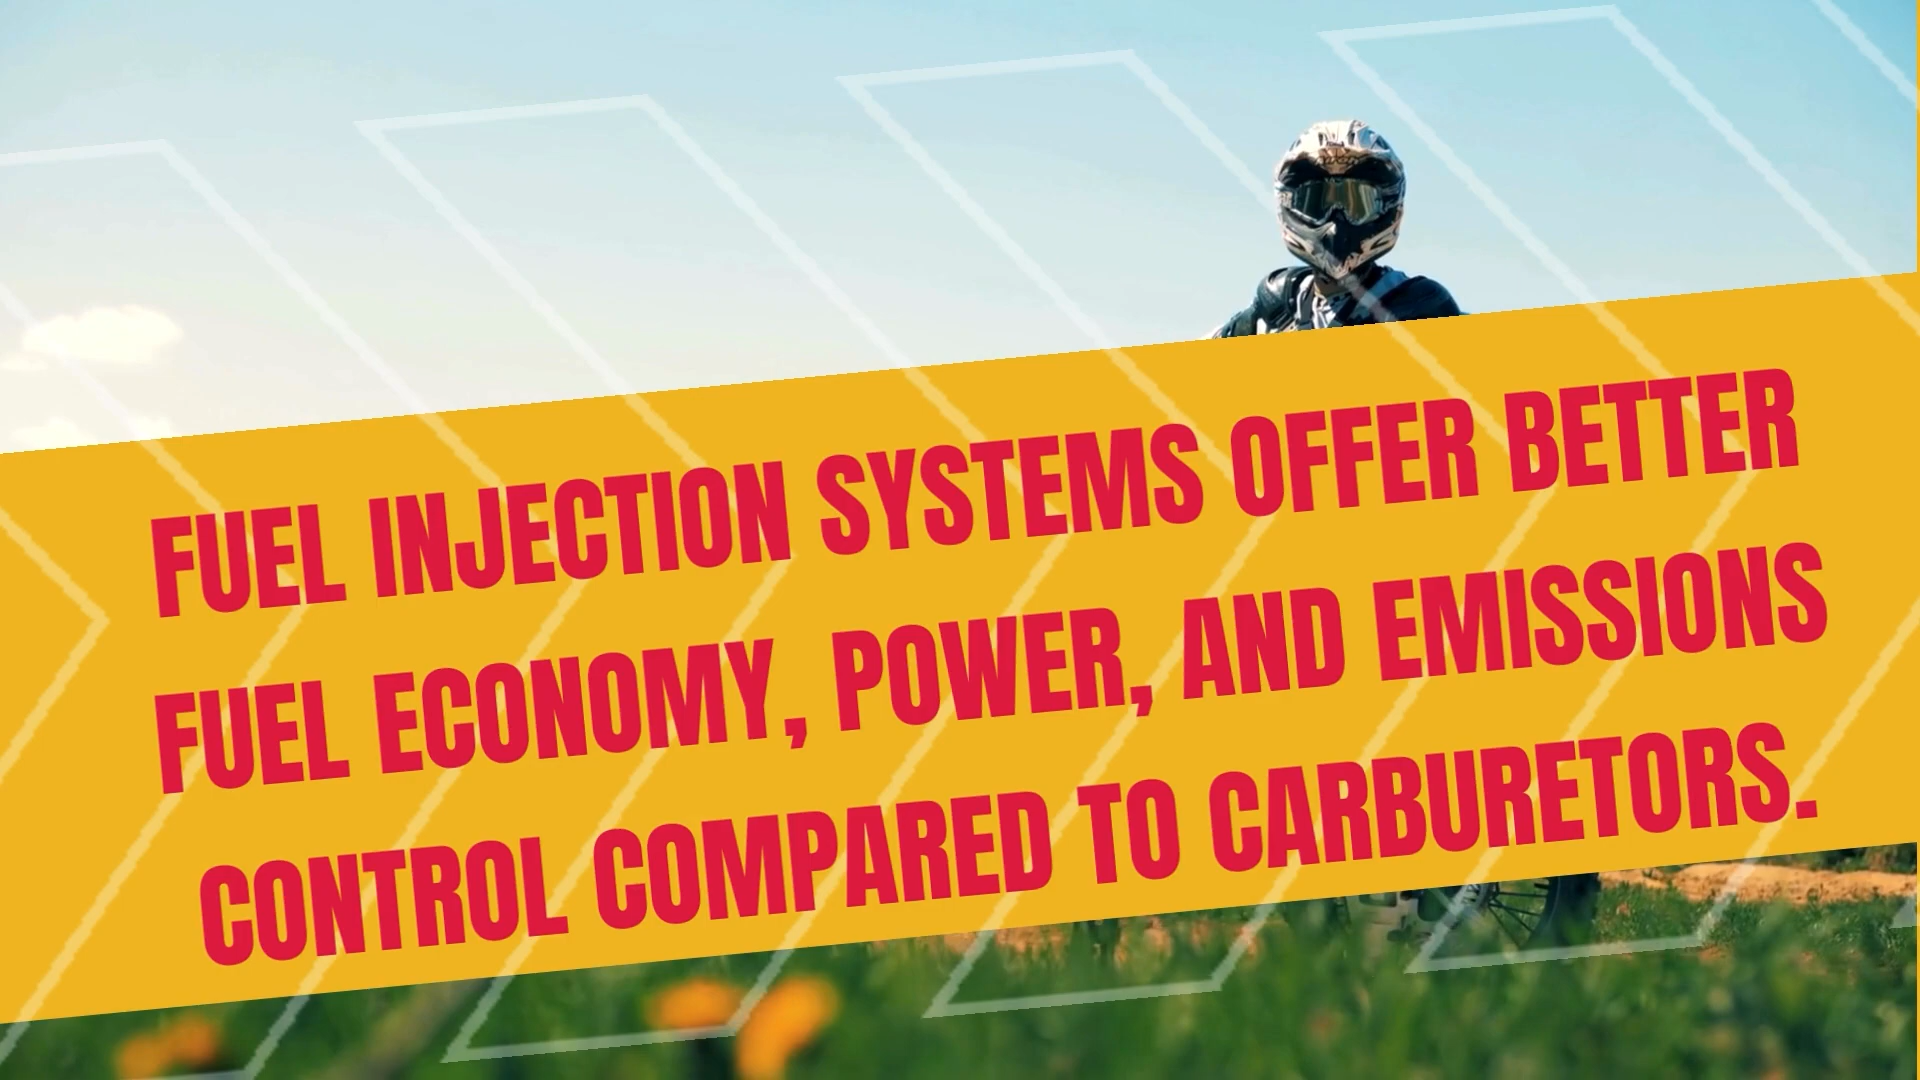 FUEL INJECTION SYSTEMS OFFER BETTER
FUEL ECONOMY, POWER, AND EMISSIONS
CONTROL COMPARED TO CARBURETORS.